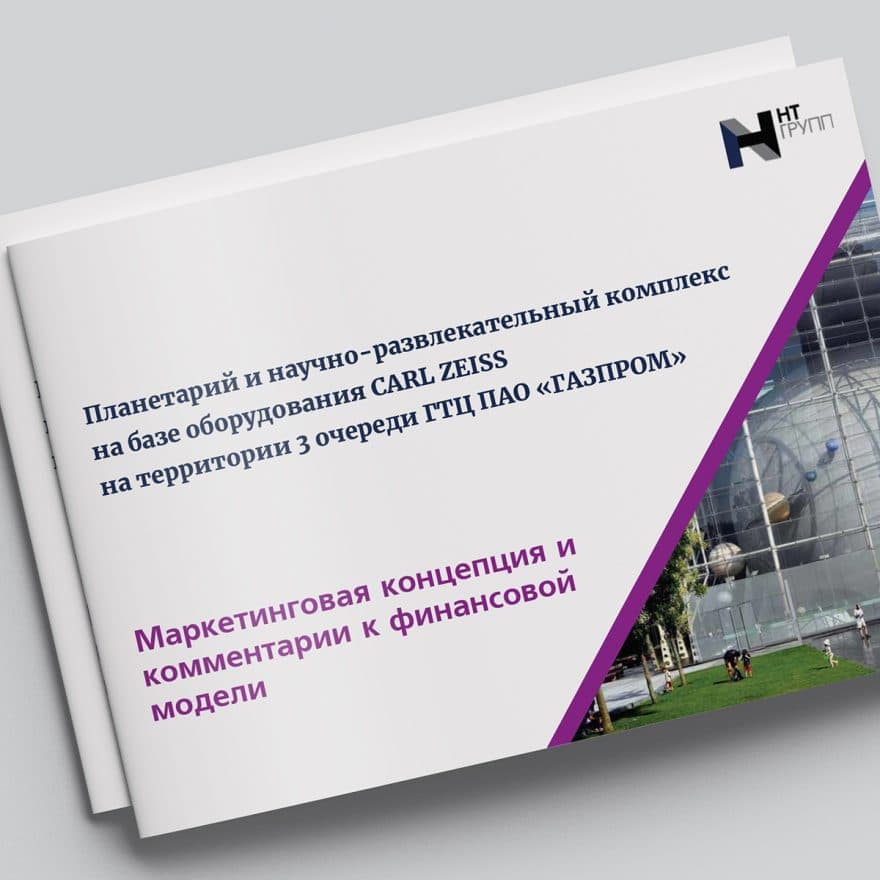 НТ
ГРУПП
Планетарий и научно-развлекательный комплекс
на базе оборудования CARL ZEISS
на территории 3 очереди ГТЦ ПАО «ГАЗПРОМ»
Маркетинговая концепция и
комментарии к финансовой
модели